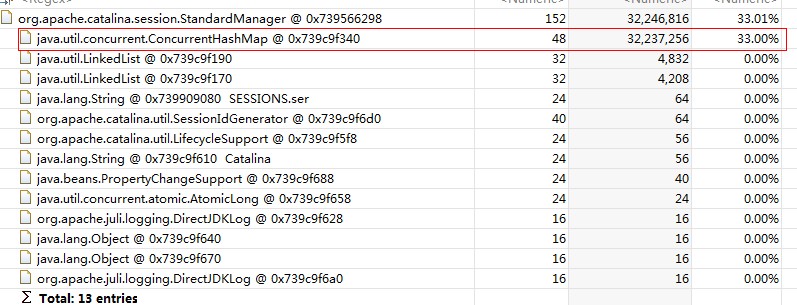 <Regex> <Numeric> <Numeric> <Numeric>
org.apache.catalina.session.StandardManager @ 0x739566298 152 32,246,816 33.01%
java.util.concurrent.ConcurrentHashMap @ 0x739c9f340 48 32,237,256 33.00%
java.util.LinkedList @ 0x739c9f190 32 4,832 0.00%
java.util.LinkedList @ 0x739c9f170 32 4,208 0.00%
java.lang.String @ 0x739909080 SESSIONS.ser 24 64 0.00%
org.apache.catalina.util.SessionIdGenerator @ 0x739c9f6d0 40 64 0.00%
org.apache.catalina.util.LifecycleSupport @ 0x739c9f5f8 24 56 0.00%
java.lang.String @ 0x739c9f610 Catalina 24 56 0.00%
java.beans.PropertyChangeSupport @ 0x739c9f688 24 40 0.00%
java.util.concurrent.atomic.AtomicLong @ 0x739c9f658 24 24 0.00%
org.apache.juli.logging.DirectJDKLog @ 0x739c9f628 16 16 0.00%
java.lang.Object @ 0x739c9f640 16 16 0.00%
java.lang.Object @ 0x739c9f670 16 16 0.00%
org.apache.juli.logging.DirectJDKLog @ 0x739c9f6a0 16 16 0.00%
Σ Total: 13 entries